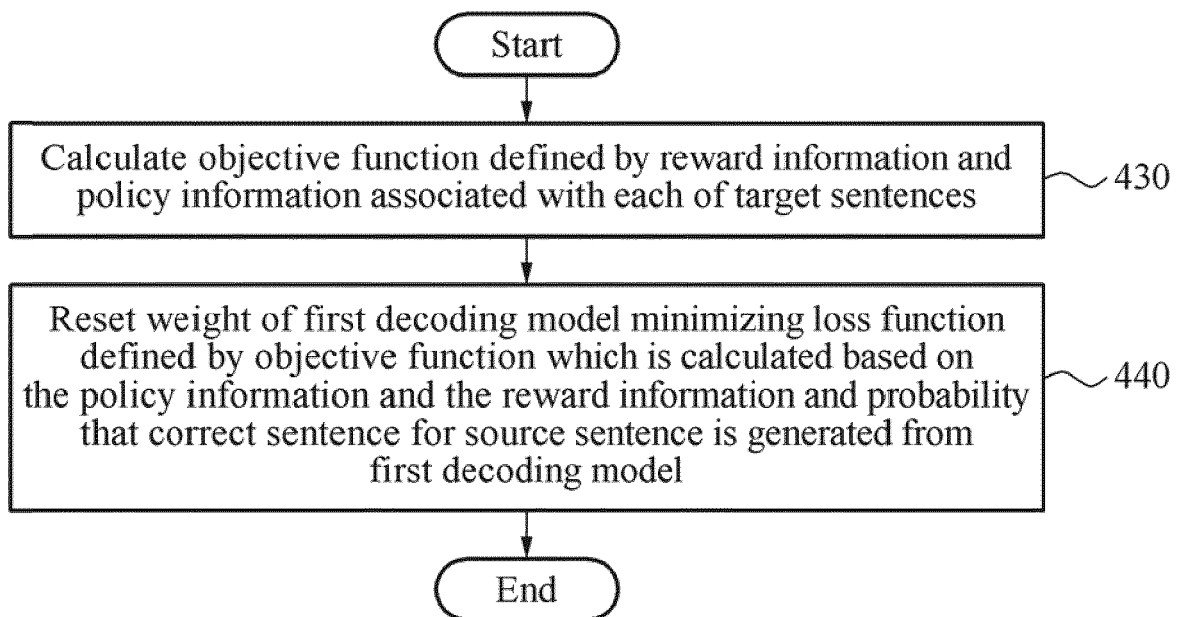 Start
Calculate objective function defined by reward information and
policy information associated with each of target sentences
430
Reset weight of first decoding model minimizing loss function
defined by objective function which is calculated based on
the policy information and the reward information and probability
that correct sentence for source sentence is generated from
first decoding model
440
End